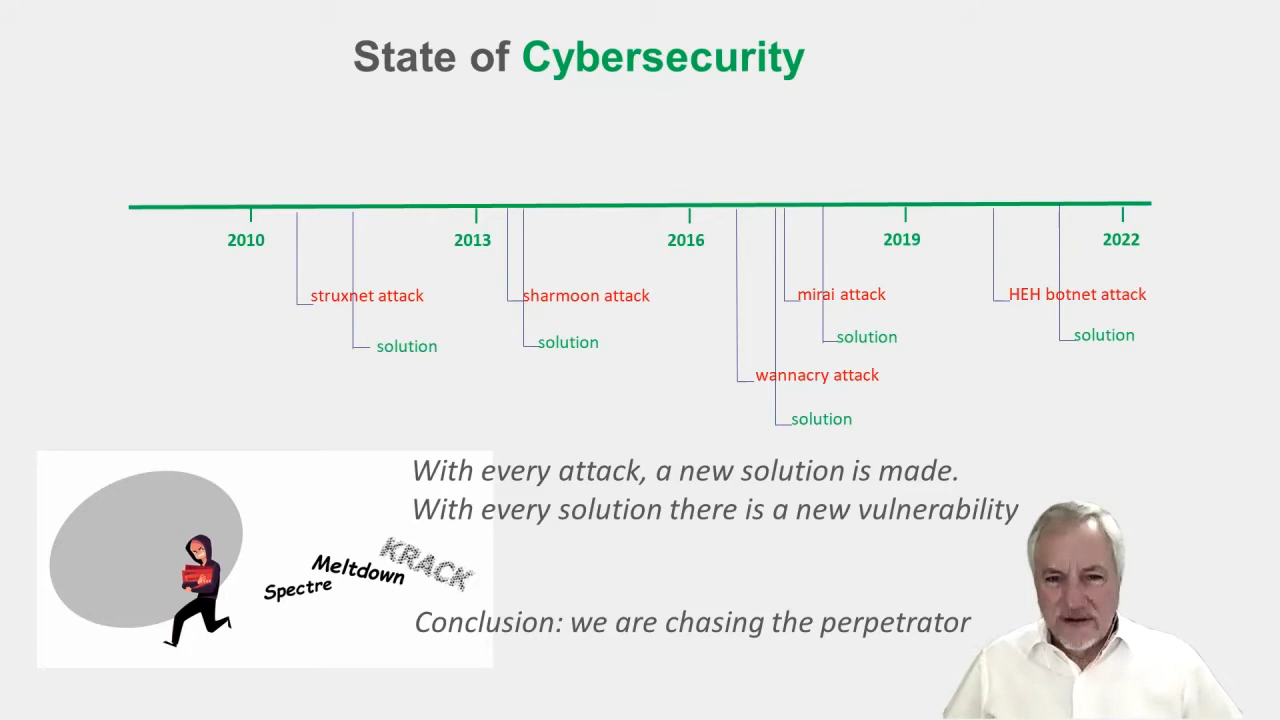 State of Cybersecurity
2010
2013
2016
2019
2022
struxnet attack
sharmoon attack
mirai attack
HEH botnet attack
solution
solution
solution
solution
wannacry attack
solution
With every attack, a new solution is made.
With every solution there is a new vulnerability
KRACK
Meltdown
Spectre
Conclusion: we are chasing the perpetrator